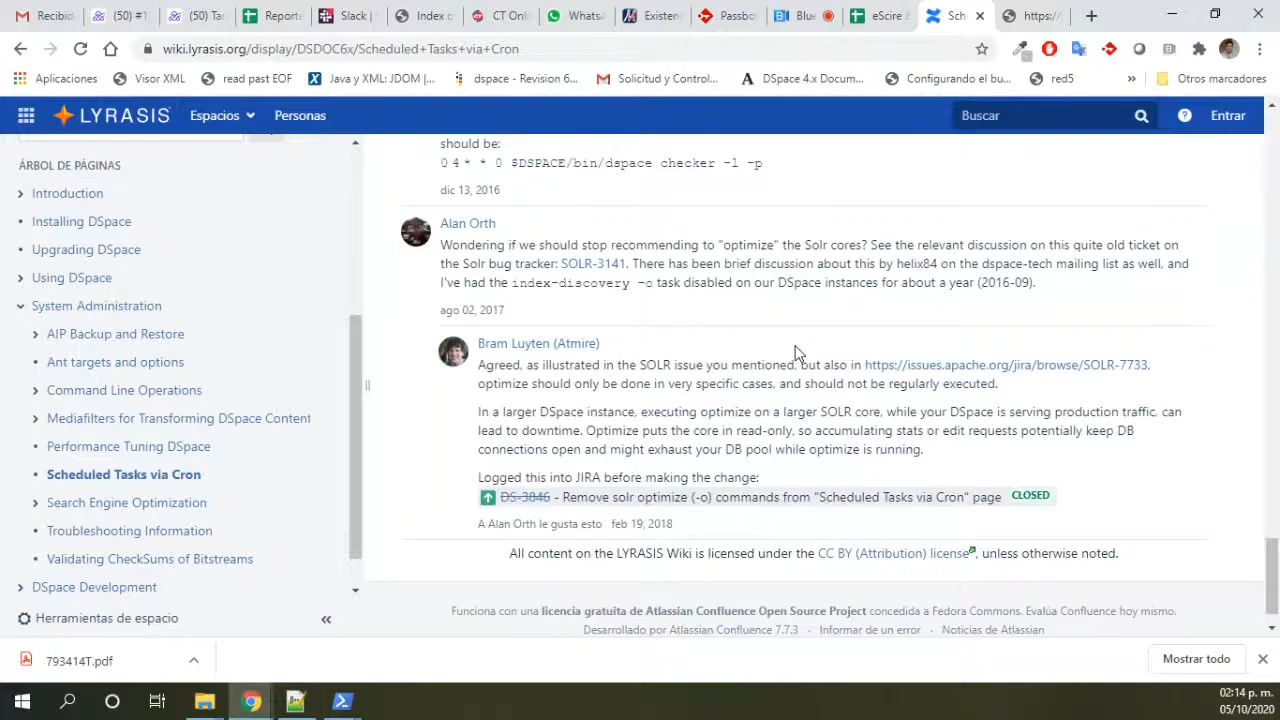 Recibid
(50) #1
(50) Tar
Reporte
Slack
Index o
CT Onli
WhatsA
Existen
Passbo
Blue
eScire
Sch
https:/
wiki.lyrasis.org/display/DSDOC6x/Scheduled+Tasks+via+Cron
Aplicaciones
Visor XML
read past EOF
Java y XML: JDOM |...
dspace - Revision 6...
Solicitud y Control...
DSpace 4.x Docum...
Configurando el bu...
red5
»
Otros marcadores
LYRASIS
Espacios
Personas
Buscar
Entrar
ÁRBOL DE PÁGINAS
Introduction
Installing DSpace
Upgrading DSpace
Using DSpace
System Administration
AIP Backup and Restore
Ant targets and options
Command Line Operations
Mediafilters for Transforming DSpace Content
Performance Tuning DSpace
Scheduled Tasks via Cron
Search Engine Optimization
Troubleshooting Information
Validating CheckSums of Bitstreams
DSpace Development
Herramientas de espacio
«
should be:
0 4 * * 0 $DSPACE/bin/dspace checker -l -p
dic 13, 2016
Alan Orth
Wondering if we should stop recommending to "optimize" the Solr cores? See the relevant discussion on this quite old ticket on
the Solr bug tracker: SOLR-3141. There has been brief discussion about this by helix84 on the dspace-tech mailing list as well, and
I've had the index-discovery -o task disabled on our DSpace instances for about a year (2016-09).
ago 02, 2017
Bram Luyten (Atmire)
Agreed, as illustrated in the SOLR issue you mentioned, but also in https://issues.apache.org/jira/browse/SOLR-7733,
optimize should only be done in very specific cases, and should not be regularly executed.
In a larger DSpace instance, executing optimize on a larger SOLR core, while your DSpace is serving production traffic, can
lead to downtime. Optimize puts the core in read-only, so accumulating stats or edit requests potentially keep DB
connections open and might exhaust your DB pool while optimize is running.
Logged this into JIRA before making the change:
DS-3846 - Remove solr optimize (-o) commands from "Scheduled Tasks via Cron" page CLOSED
A Alan Orth le gusta esto feb 19, 2018
All content on the LYRASIS Wiki is licensed under the CC BY (Attribution) license, unless otherwise noted.
Funciona con una licencia gratuita de Atlassian Confluence Open Source Project concedida a Fedora Commons. Evalúa Confluence hoy mismo.
Desarrollado por Atlassian Confluence 7.7.3 · Informar de un error · Noticias de Atlassian
793414T.pdf
Mostrar todo
02:14 p. m.
05/10/2020